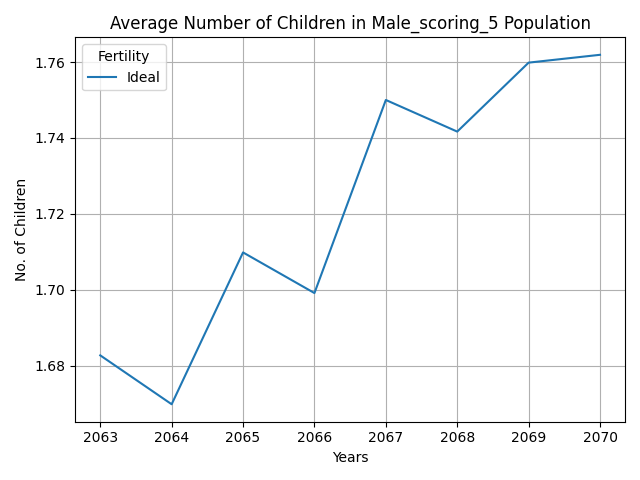 Average Number of Children in Male_scoring_5 Population
Fertility
Ideal
1.76
1.74
1.72
1.70
1.68
No. of Children
2063 2064 2065 2066 2067 2068 2069 2070
Years